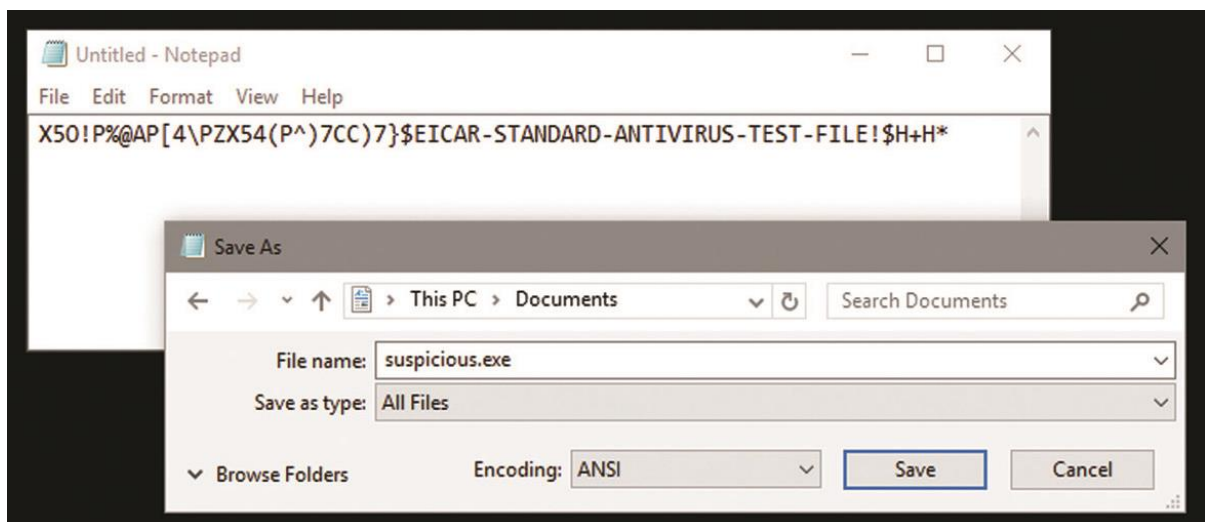 Untitled - Notepad
File Edit Format View Help
X5O!P%@AP[4\PZX54(P^)7CC)7}$EICAR-STANDARD-ANTIVIRUS-TEST-FILE!$H+H*
Save As
This PC > Documents
Search Documents
File name: suspicious.exe
Save as type: All Files
Browse Folders
Encoding: ANSI
Save
Cancel